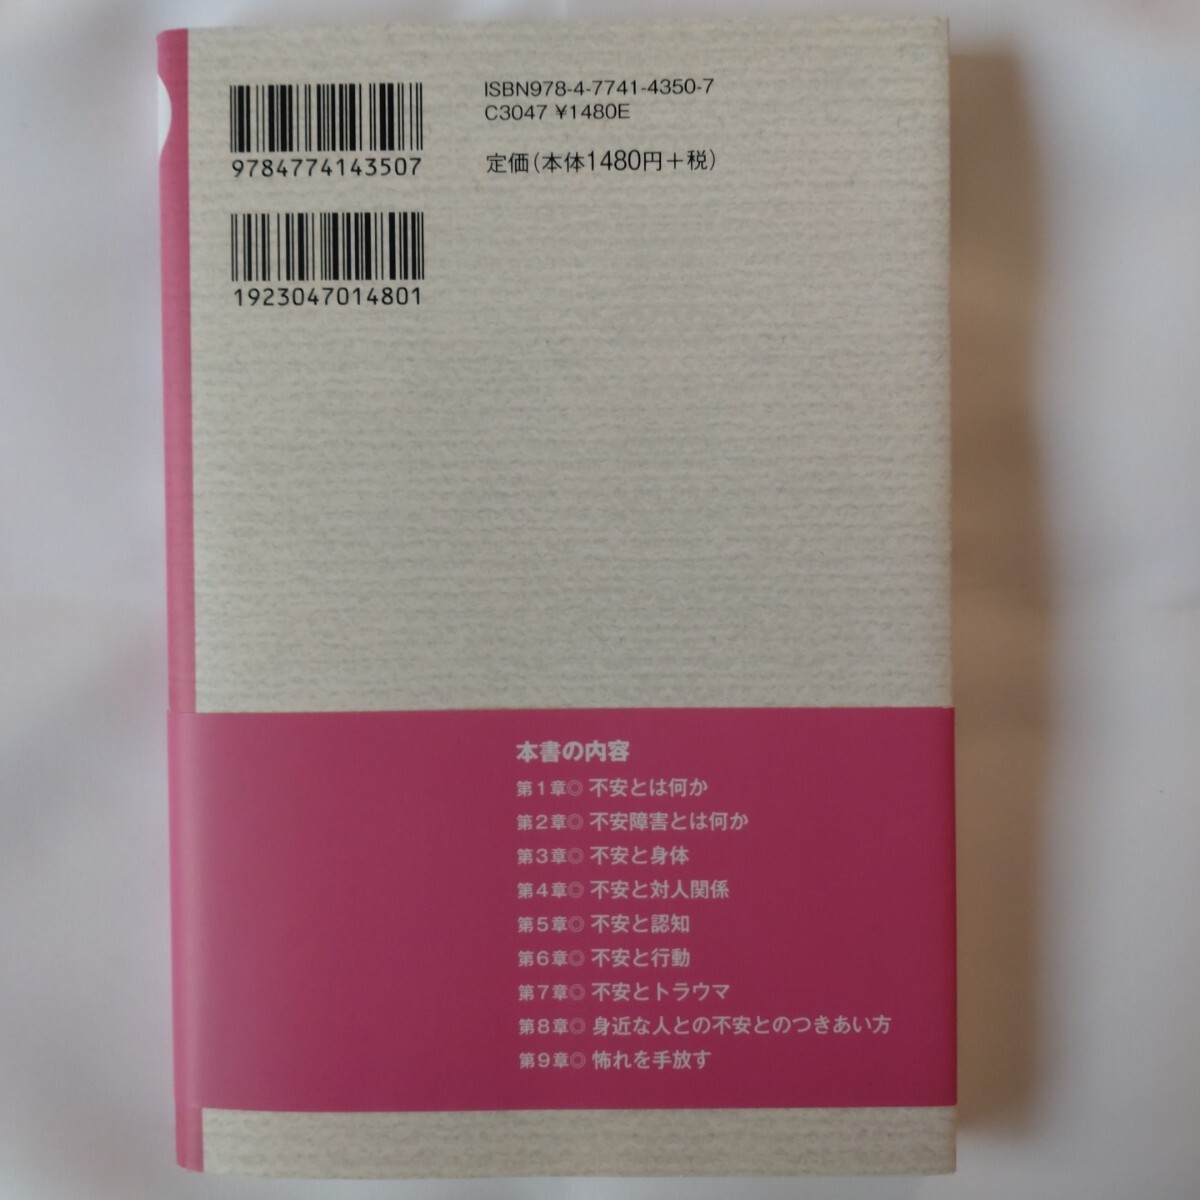 ISBN978-4-7741-4350-7
C3047 ¥1480E
9784774143507
定価(本体1480円+税)
1923047014801
本書の内容
第1章◎ 不安とは何か
第2章◎ 不安障害とは何か
第3章◎ 不安と身体
第4章◎ 不安と対人関係
第5章◎ 不安と認知
第6章◎ 不安と行動
第7章◎ 不安とトラウマ
第8章◎ 身近な人との不安とのつきあい方
第9章◎ 怖れを手放す